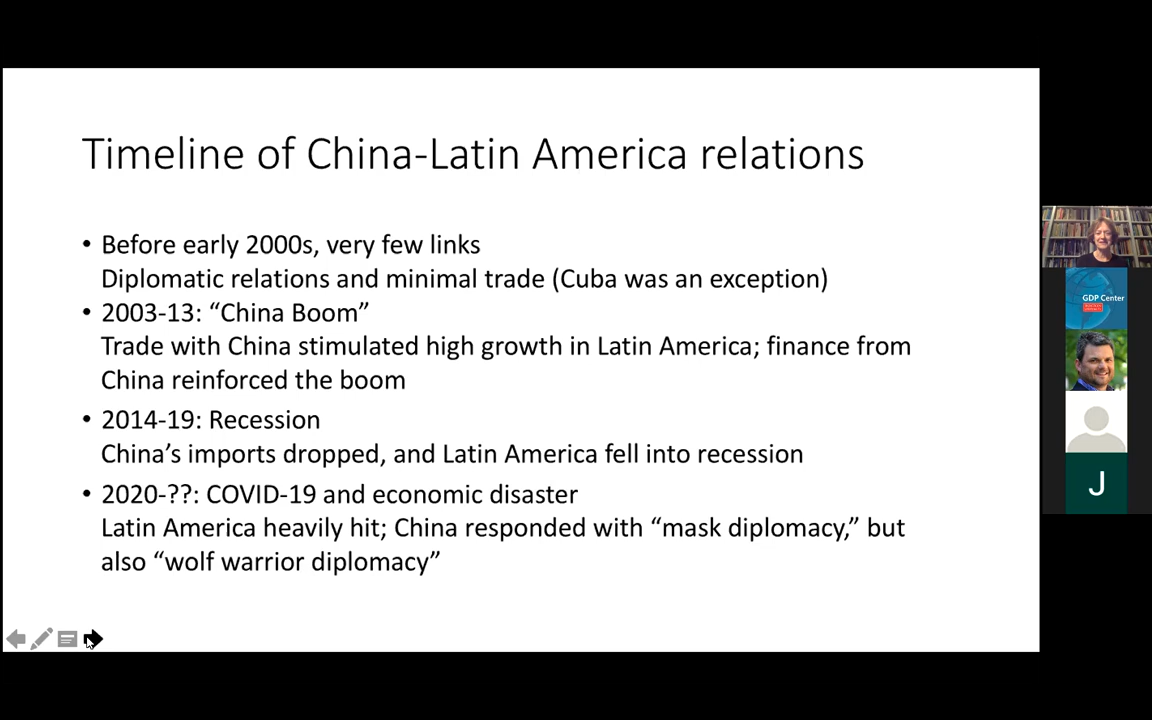 Timeline of China-Latin America relations
• Before early 2000s, very few links
Diplomatic relations and minimal trade (Cuba was an exception)
• 2003-13: “China Boom”
Trade with China stimulated high growth in Latin America; finance from
China reinforced the boom
• 2014-19: Recession
China’s imports dropped, and Latin America fell into recession
• 2020-??: COVID-19 and economic disaster
Latin America heavily hit; China responded with “mask diplomacy,” but
also “wolf warrior diplomacy”
GDP Center
J